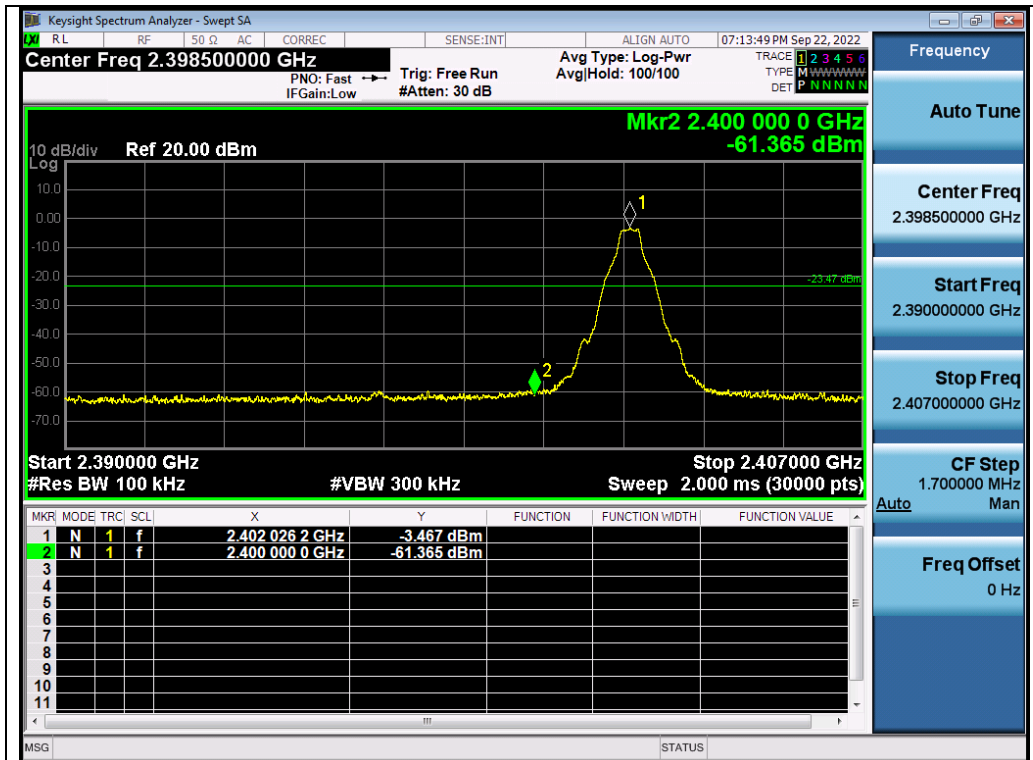 Keysight Spectrum Analyzer - Swept SA
LXI RL RF 50 Ω AC CORREC SENSE:INT ALIGN AUTO 07:13:49 PM Sep 22, 2022
Center Freq 2.398500000 GHz
PNO: Fast
IFGain:Low
Trig: Free Run
#Atten: 30 dB
Avg Type: Log-Pwr
Avg|Hold: 100/100
TRACE 1 2 3 4 5 6
TYPE M WWWWW
DET P N N N N N
Mkr2 2.400 000 0 GHz
-61.365 dBm
10 dB/div Ref 20.00 dBm
Log
10.0
0.00
-10.0
-20.0
-30.0
-40.0
-50.0
-60.0
-70.0
1
-23.47 dBm
2
Start 2.390000 GHz Stop 2.407000 GHz
#Res BW 100 kHz #VBW 300 kHz Sweep 2.000 ms (30000 pts)
MKR MODE TRC SCL X Y FUNCTION FUNCTION WIDTH FUNCTION VALUE
1 N 1 f 2.402 026 2 GHz -3.467 dBm
2 N 1 f 2.400 000 0 GHz -61.365 dBm
3
4
5
6
7
8
9
10
11
MSG STATUS
Frequency
Auto Tune
Center Freq
2.398500000 GHz
Start Freq
2.390000000 GHz
Stop Freq
2.407000000 GHz
CF Step
1.700000 MHz
Auto Man
Freq Offset
0 Hz